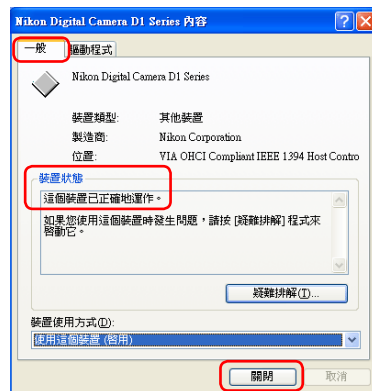 Nikon Digital Camera D1 Series 內容
一般
驅動程式
Nikon Digital Camera D1 Series
裝置類型: 其他裝置
製造商: Nikon Corporation
位置: VIA OHCI Compliant IEEE 1394 Host Contro
裝置狀態
這個裝置已正確地運作。
如果您使用這個裝置時發生問題,請按 [疑難排解] 程式來
啟動它。
疑難排解(T)...
裝置使用方式(D):
使用這個裝置 (啟用)
關閉
取消